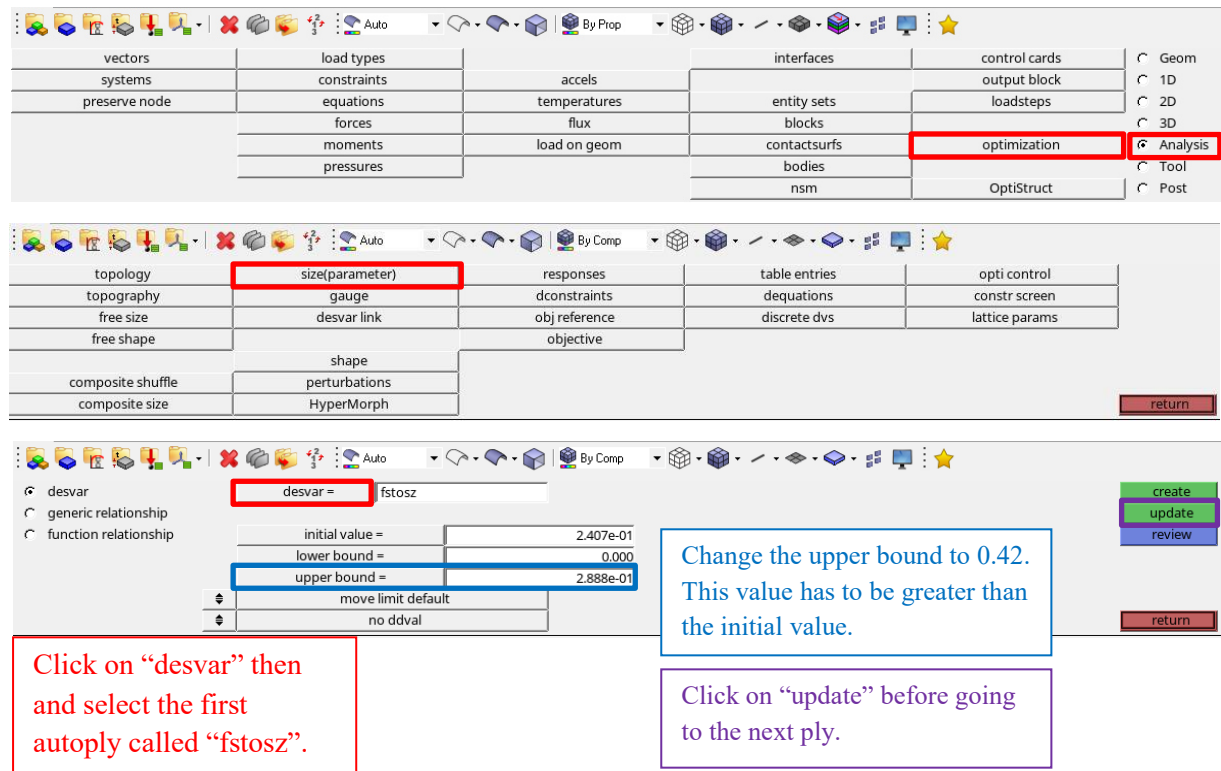 Auto By Prop
vectors load types interfaces control cards Geom
systems constraints accels output block 1D
preserve node equations temperatures entity sets loadsteps 2D
forces flux blocks 3D
moments load on geom contactsurfs optimization Analysis
pressures bodies Tool
nsm OptiStruct Post
Auto By Comp
topology size(parameter) responses table entries opti control
topography gauge dconstraints dequations constr screen
free size desvar link obj reference discrete dvs lattice params
free shape objective
shape
composite shuffle perturbations
composite size HyperMorph return
Auto By Comp
desvar desvar = fstosz create
generic relationship update
function relationship initial value = 2.407e-01 review
lower bound = 0.000
upper bound = 2.888e-01
move limit default
no ddval return
Change the upper bound to 0.42.
This value has to be greater than
the initial value.
Click on “desvar” then
and select the first
autoply called “fstosz”.
Click on “update” before going
to the next ply.